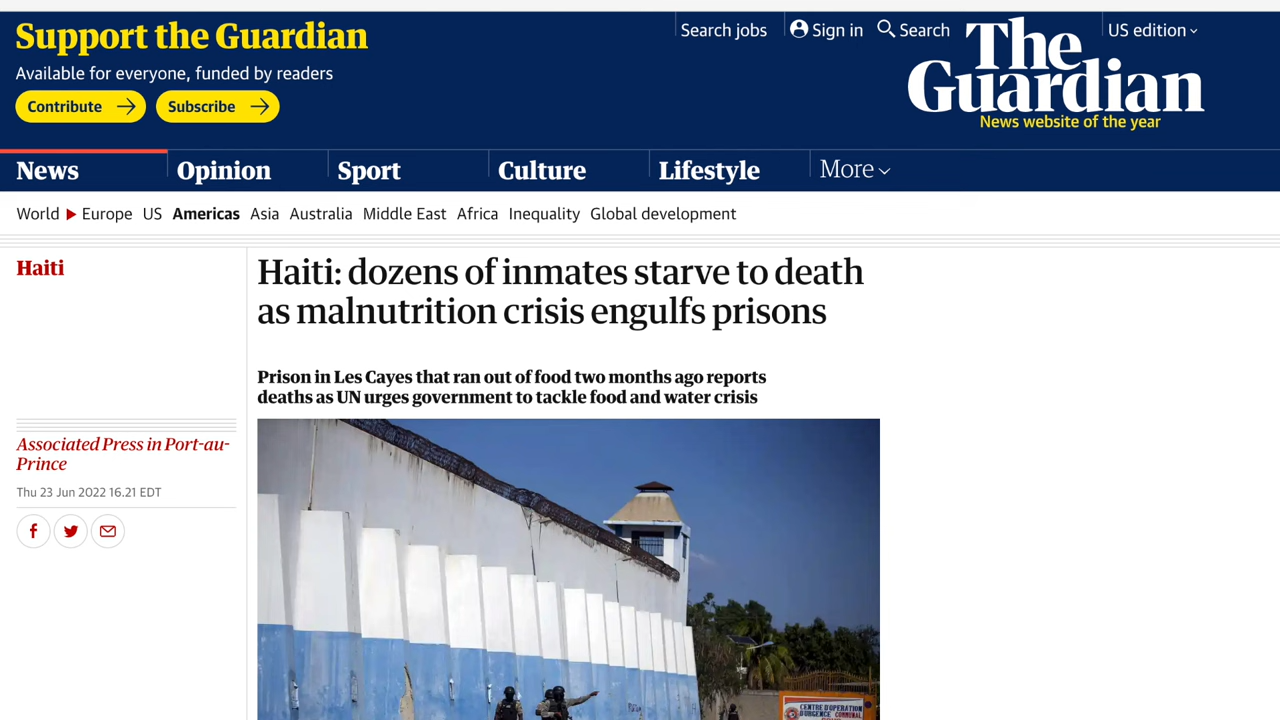 Support the Guardian
Available for everyone, funded by readers
Contribute
Subscribe
Search jobs
Sign in
Search
US edition
The
Guardian
News website of the year
News
Opinion
Sport
Culture
Lifestyle
More
World
Europe
US
Americas
Asia
Australia
Middle East
Africa
Inequality
Global development
Haiti
Haiti: dozens of inmates starve to death
as malnutrition crisis engulfs prisons
Prison in Les Cayes that ran out of food two months ago reports
deaths as UN urges government to tackle food and water crisis
Associated Press in Port-au-
Prince
Thu 23 Jun 2022 16.21 EDT
CENTRE D'OPERATION
D'URGENCE COMMUNAL